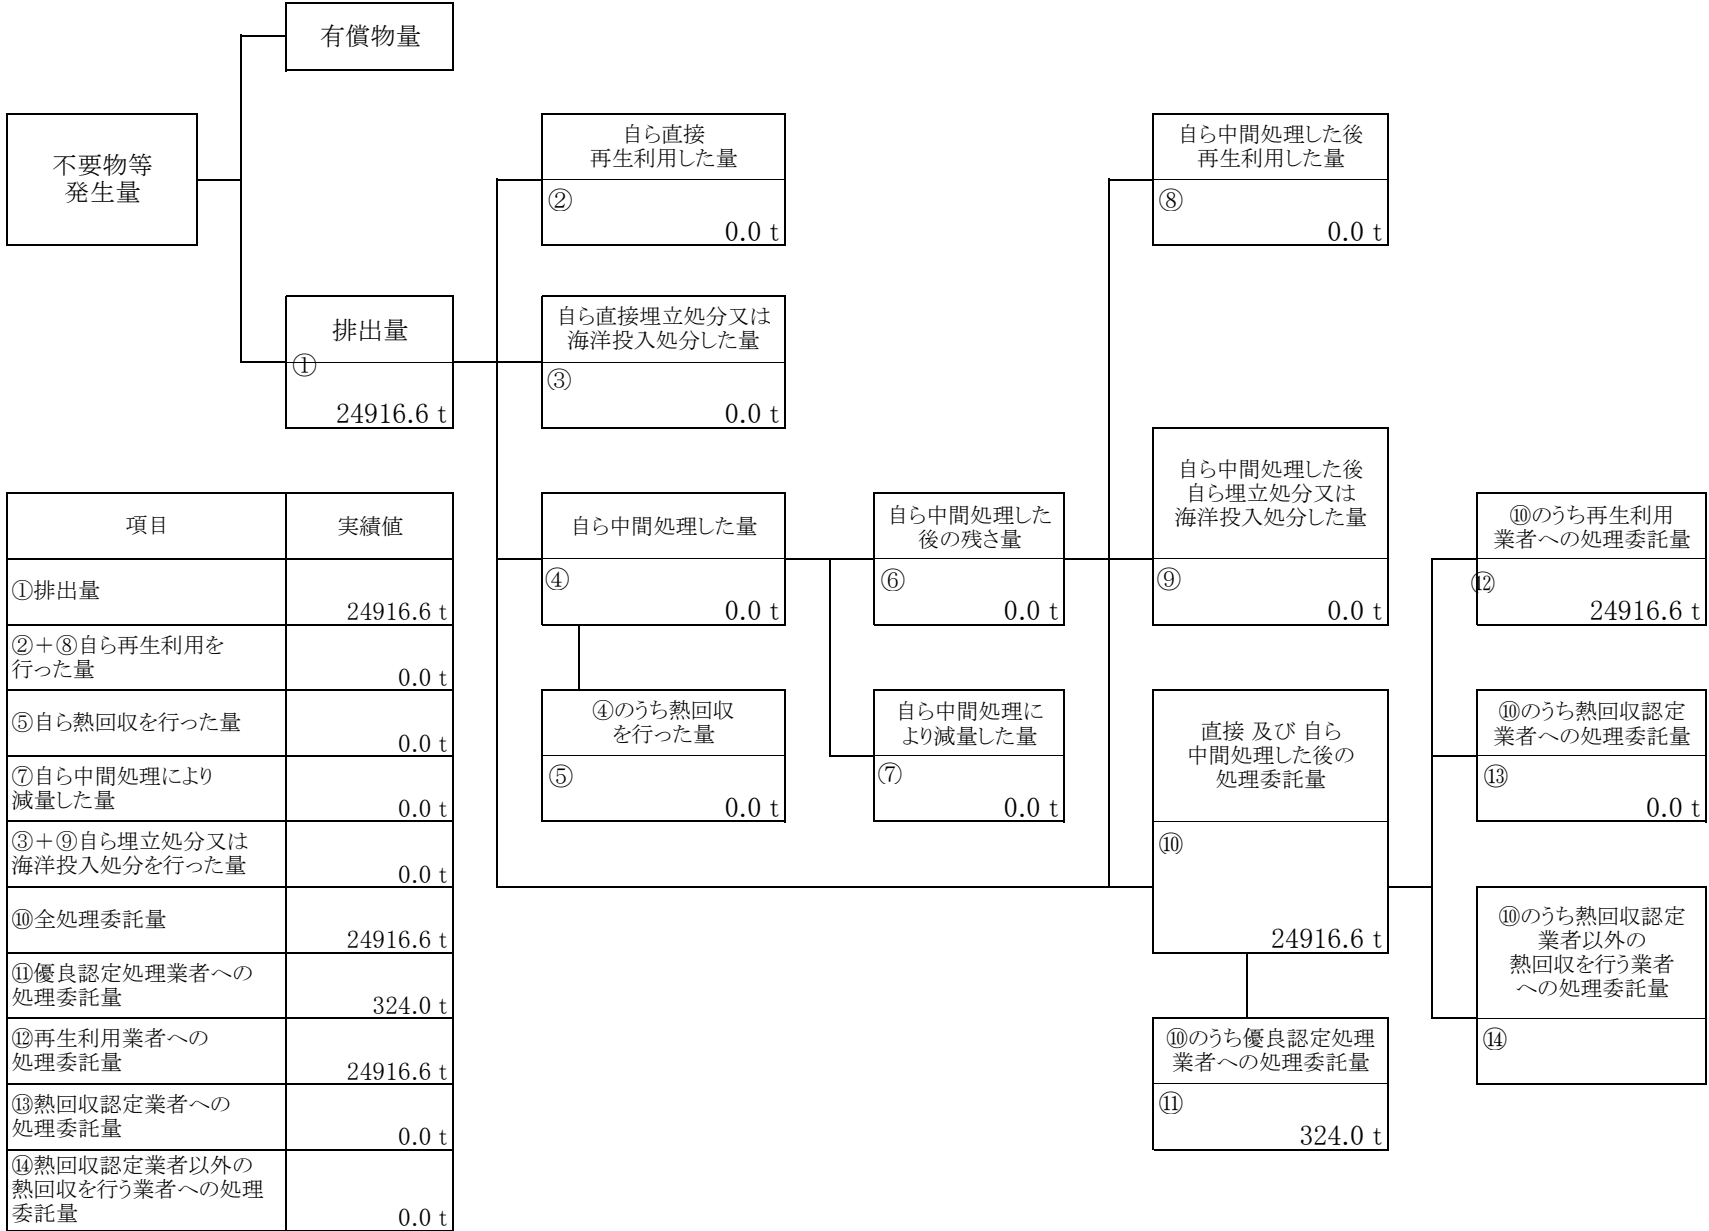 有償物量
不要物等
発生量
自ら直接
再生利用した量
②
0.0 t
自ら中間処理した後
再生利用した量
⑧
0.0 t
排出量
①
24916.6 t
自ら直接埋立処分又は
海洋投入処分した量
③
0.0 t
自ら中間処理した量
④
0.0 t
自ら中間処理した
後の残さ量
⑥
0.0 t
自ら中間処理した後
自ら埋立処分又は
海洋投入処分した量
⑨
0.0 t
⑩のうち再生利用
業者への処理委託量
⑫
24916.6 t
④のうち熱回収
を行った量
⑤
0.0 t
自ら中間処理に
より減量した量
⑦
0.0 t
直接 及び 自ら
中間処理した後の
処理委託量
⑩
24916.6 t
⑩のうち熱回収認定
業者への処理委託量
⑬
0.0 t
⑩のうち熱回収認定
業者以外の
熱回収を行う業者
への処理委託量
⑭
⑩のうち優良認定処理
業者への処理委託量
⑪
324.0 t
項目 実績値
①排出量
24916.6 t
②+⑧自ら再生利用を
行った量
0.0 t
⑤自ら熱回収を行った量
0.0 t
⑦自ら中間処理により
減量した量
0.0 t
③+⑨自ら埋立処分又は
海洋投入処分を行った量
0.0 t
⑩全処理委託量
24916.6 t
⑪優良認定処理業者への
処理委託量
324.0 t
⑫再生利用業者への
処理委託量
24916.6 t
⑬熱回収認定業者への
処理委託量
0.0 t
⑭熱回収認定業者以外の
熱回収を行う業者への処理
委託量
0.0 t